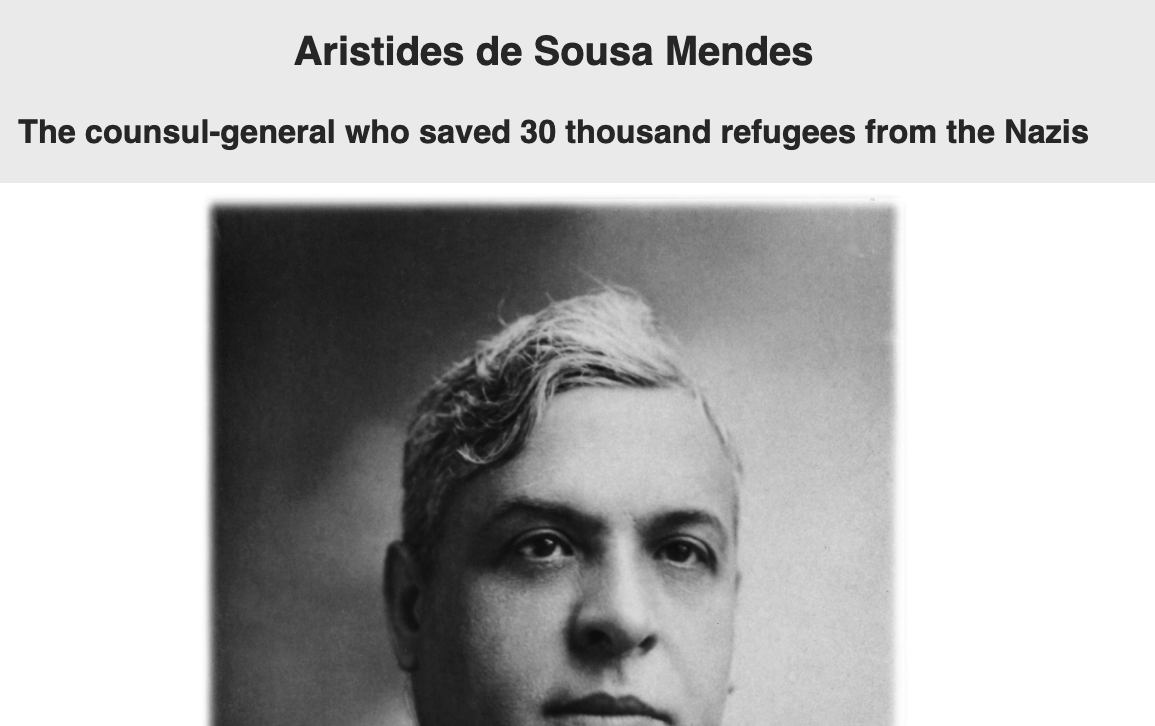 Aristides de Sousa Mendes
The counsul-general who saved 30 thousand refugees from the Nazis